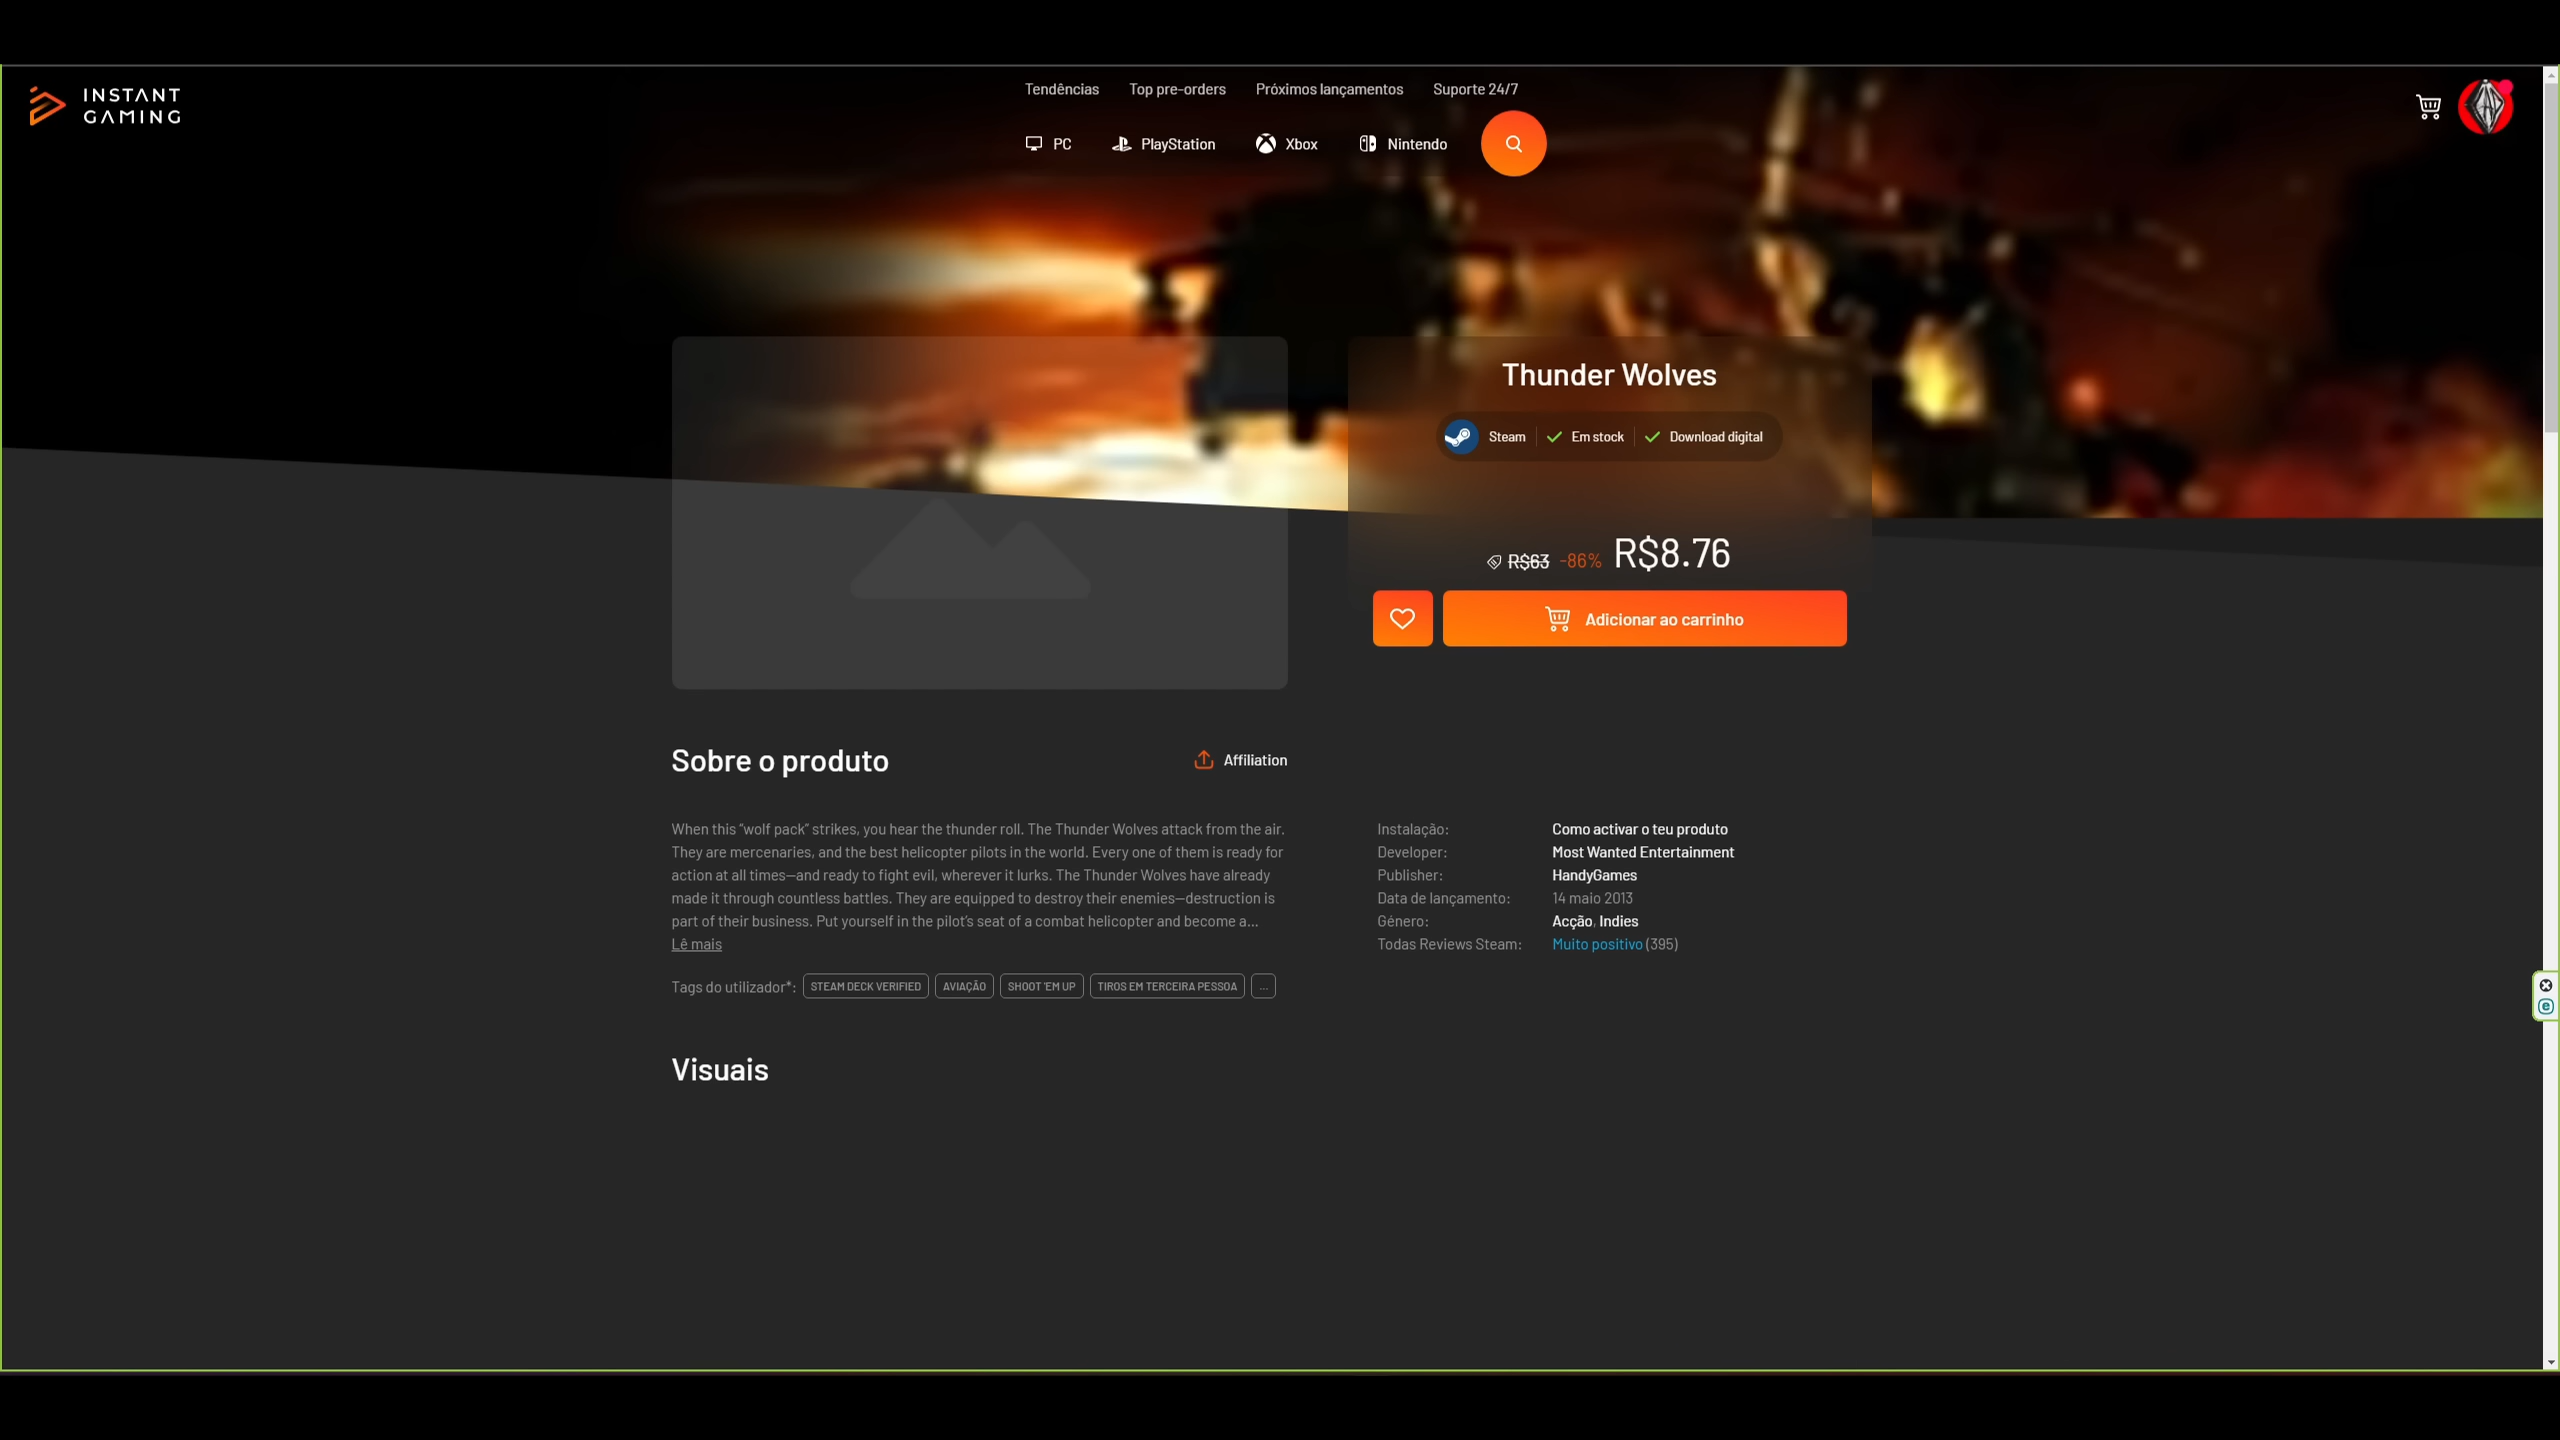 INSTANT
GAMING
Tendências Top pre-orders Próximos lançamentos Suporte 24/7
PC PlayStation Xbox Nintendo
Thunder Wolves
Steam Em stock Download digital
R$63 -86% R$8.76
Adicionar ao carrinho
Sobre o produto
Affiliation
When this "wolf pack" strikes, you hear the thunder roll. The Thunder Wolves attack from the air.
They are mercenaries, and the best helicopter pilots in the world. Every one of them is ready for
action at all times—and ready to fight evil, wherever it lurks. The Thunder Wolves have already
made it through countless battles. They are equipped to destroy their enemies—destruction is
part of their business. Put yourself in the pilot's seat of a combat helicopter and become a...
Lê mais
Tags do utilizador*: STEAM DECK VERIFIED AVIAÇÃO SHOOT 'EM UP TIROS EM TERCEIRA PESSOA ...
Instalação: Como activar o teu produto
Developer: Most Wanted Entertainment
Publisher: HandyGames
Data de lançamento: 14 maio 2013
Género: Acção, Indies
Todas Reviews Steam: Muito positivo (395)
Visuais